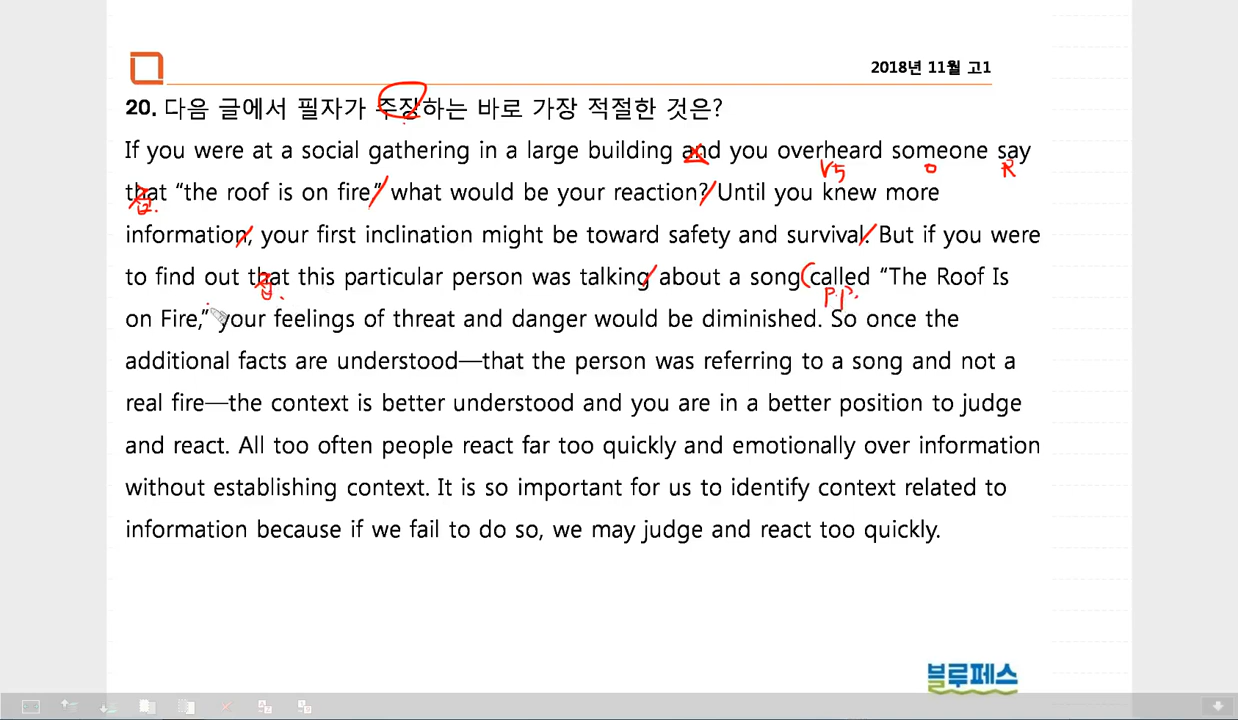 2018년 11월 고1
20. 다음 글에서 필자가 주장하는 바로 가장 적절한 것은?
If you were at a social gathering in a large building and you overheard someone say
V5 O R
that “the roof is on fire,” what would be your reaction? Until you knew more
접.
information, your first inclination might be toward safety and survival. But if you were
to find out that this particular person was talking about a song called “The Roof Is
접. P.P.
on Fire,” your feelings of threat and danger would be diminished. So once the
additional facts are understood—that the person was referring to a song and not a
real fire—the context is better understood and you are in a better position to judge
and react. All too often people react far too quickly and emotionally over information
without establishing context. It is so important for us to identify context related to
information because if we fail to do so, we may judge and react too quickly.
블루페스